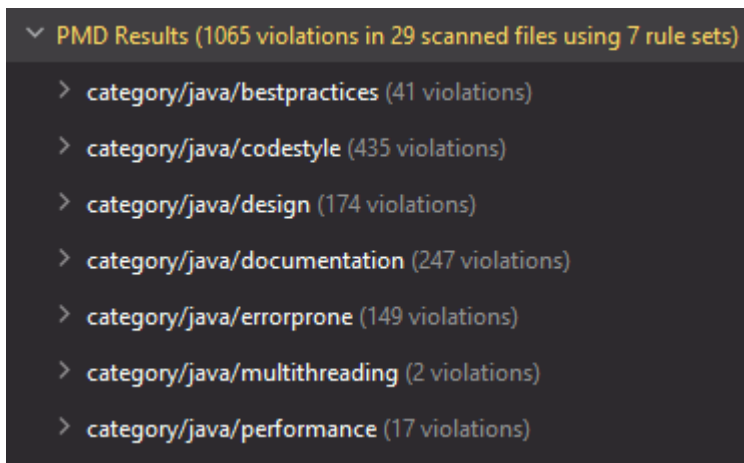 PMD Results (1065 violations in 29 scanned files using 7 rule sets)
category/java/bestpractices (41 violations)
category/java/codestyle (435 violations)
category/java/design (174 violations)
category/java/documentation (247 violations)
category/java/errorprone (149 violations)
category/java/multithreading (2 violations)
category/java/performance (17 violations)